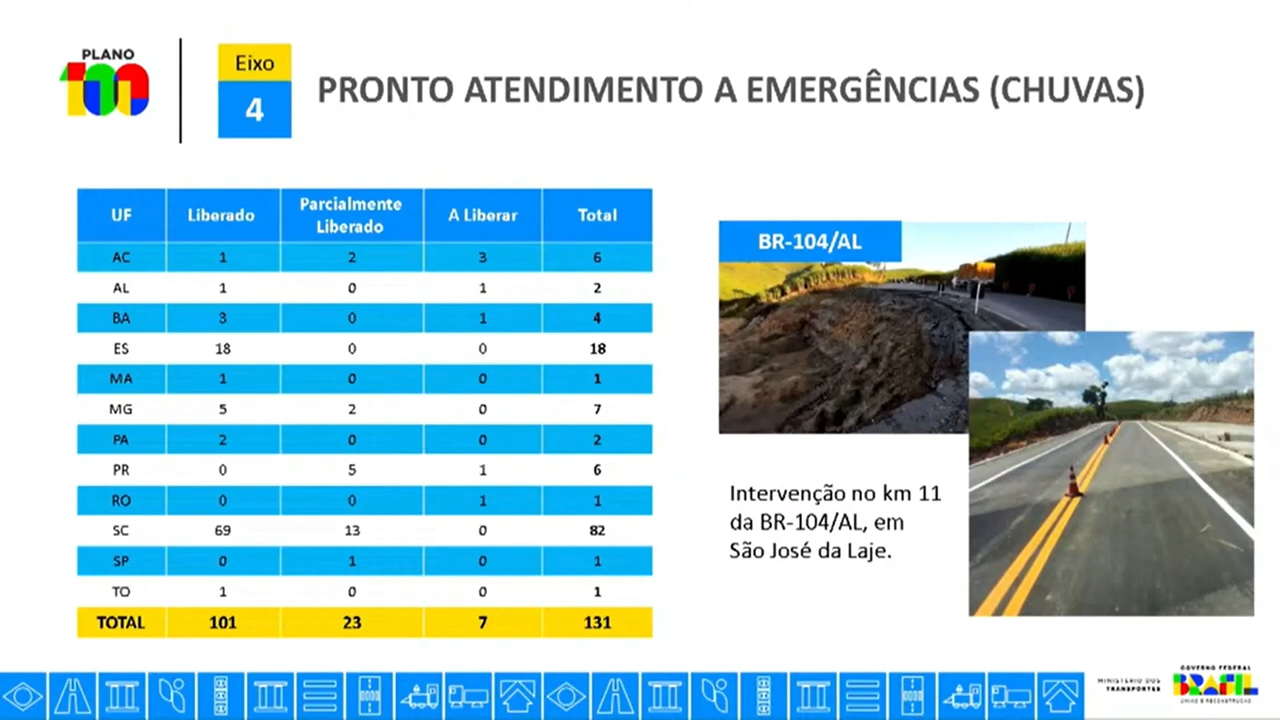 PLANO
100
Eixo
4
PRONTO ATENDIMENTO A EMERGÊNCIAS (CHUVAS)
UF Liberado Parcialmente Liberado A Liberar Total
AC 1 2 3 6
AL 1 0 1 2
BA 3 0 1 4
ES 18 0 0 18
MA 1 0 0 1
MG 5 2 0 7
PA 2 0 0 2
PR 0 5 1 6
RO 0 0 1 1
SC 69 13 0 82
SP 0 1 0 1
TO 1 0 0 1
TOTAL 101 23 7 131
BR-104/AL
Intervenção no km 11
da BR-104/AL, em
São José da Laje.
MINISTÉRIO DOS
TRANSPORTES
GOVERNO FEDERAL
BRASIL
UNIÃO E RECONSTRUÇÃO